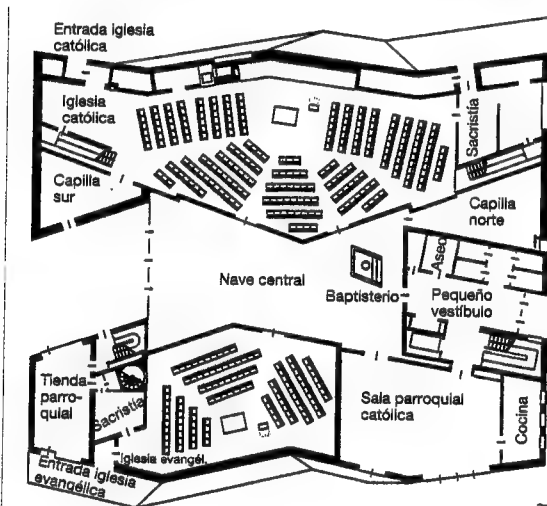 Entrada iglesia
católica
Iglesia
católica
Sacristía
Capilla
sur
Capilla
norte
Aseo
Nave central
Baptisterio
Pequeño
vestíbulo
Tienda
parro-
quial
Sacristía
Sala parroquial
católica
Cocina
Iglesia evangél.
Entrada iglesia
evangélica